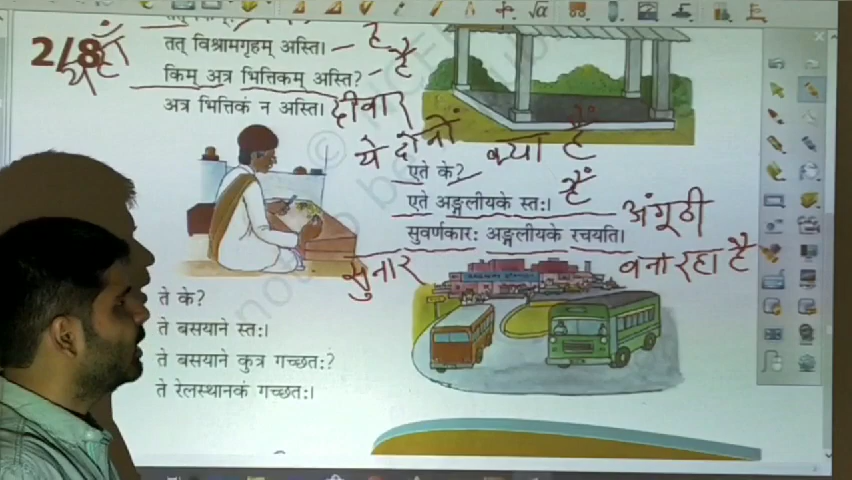 2/8
यहाँ
तत् विश्रामगृहम् अस्ति। - है
किम् अत्र भित्तिकम् अस्ति? - है
अत्र भित्तिकं न अस्ति। दीवार
ये दोनों क्या हैं
एते के?
एते अङ्गुलीयके स्तः। हैं अंगूठी
सुवर्णकारः अङ्गुलीयके रचयति।
सुनार बना रहा है
ते के?
ते बसयाने स्तः।
ते बसयाने कुत्र गच्छतः?
ते रेलस्थानकं गच्छतः।